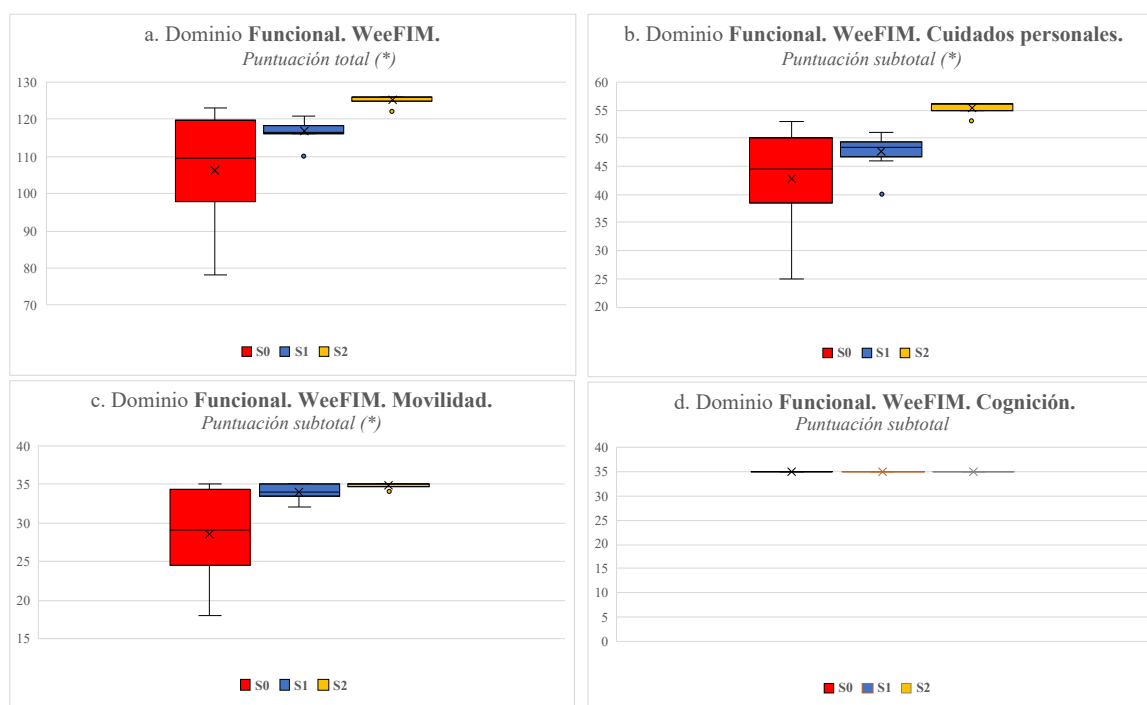 a. Dominio Funcional. WeeFIM.
Puntuación total (*)
130
120
110
100
90
80
70
S0 S1 S2
b. Dominio Funcional. WeeFIM. Cuidados personales.
Puntuación subtotal (*)
60
55
50
45
40
35
30
25
20
S0 S1 S2
c. Dominio Funcional. WeeFIM. Movilidad.
Puntuación subtotal (*)
40
35
30
25
20
15
S0 S1 S2
d. Dominio Funcional. WeeFIM. Cognición.
Puntuación subtotal
40
35
30
25
20
15
10
5
0
S0 S1 S2